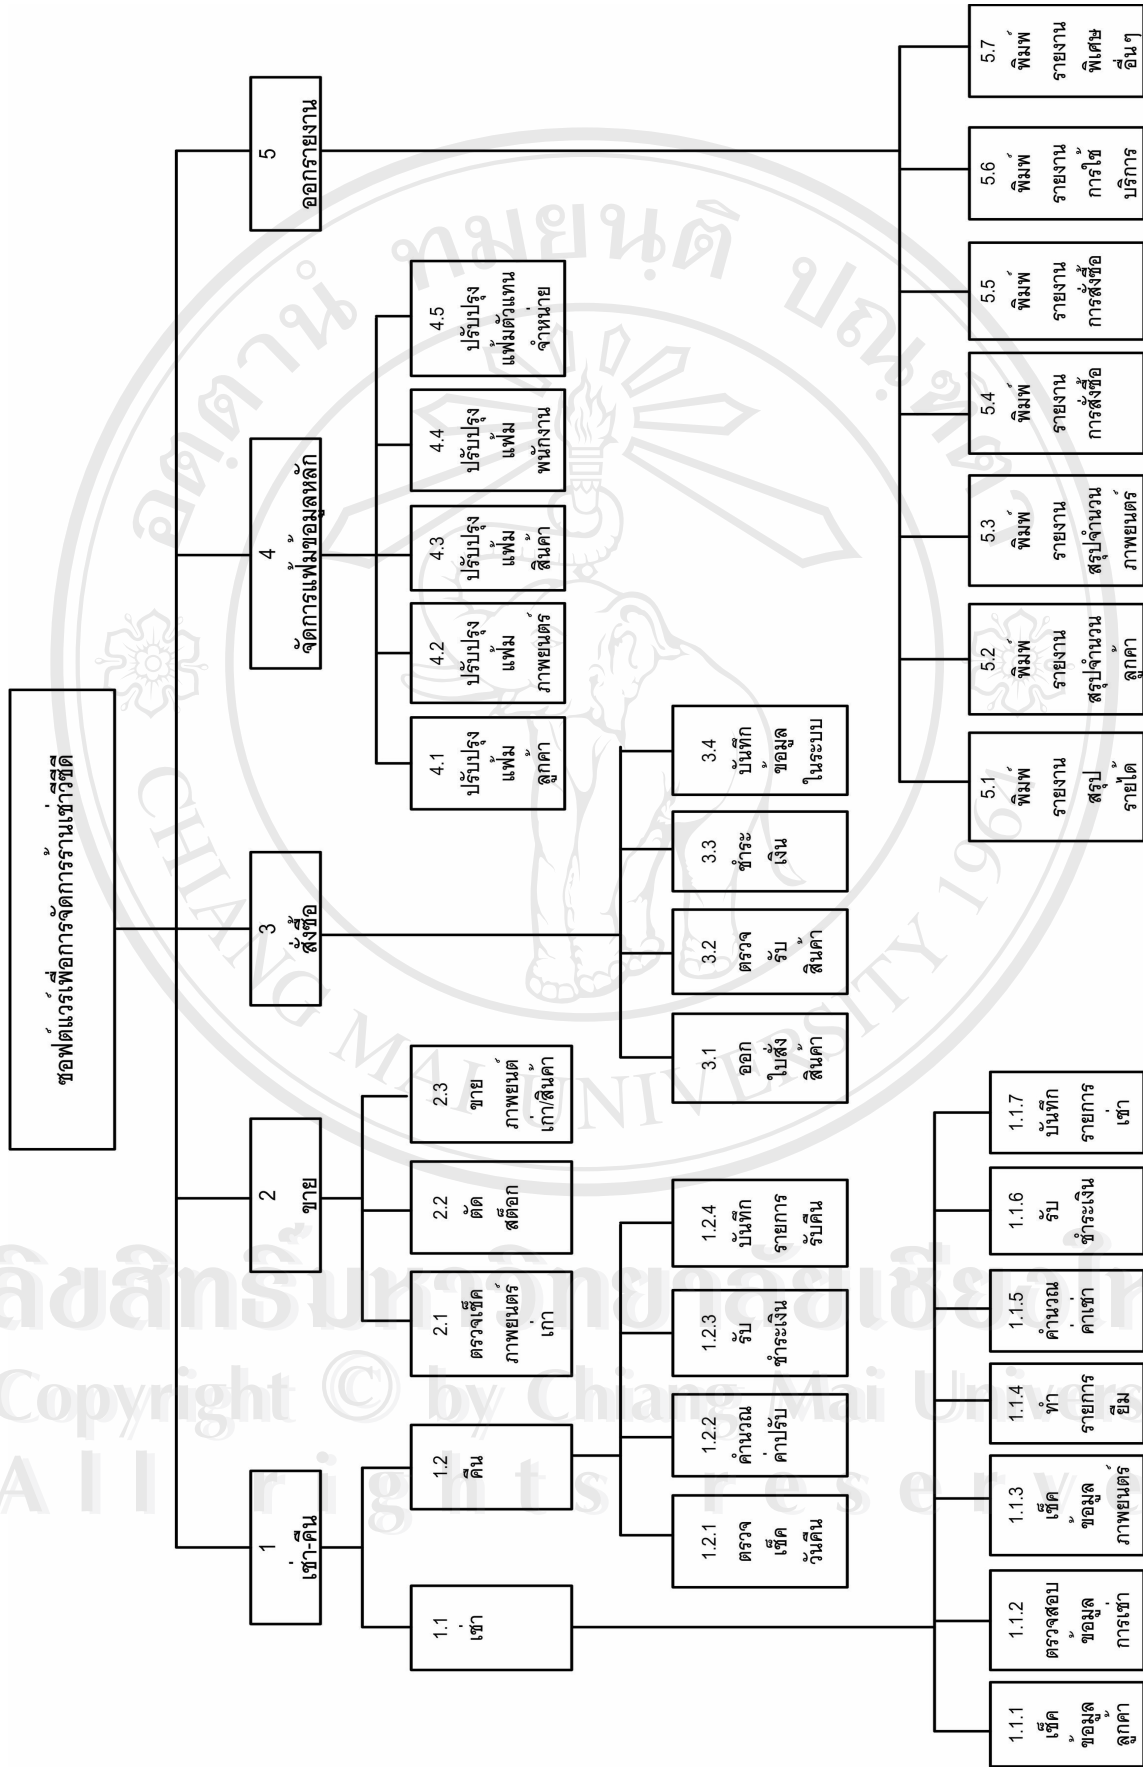 ซอฟต์แวร์เพื่อการจัดการร้านเช่าวีซีดี
1
เช่า-คืน
2
ขาย
3
สั่งซื้อ
4
จัดการแฟ้มข้อมูลหลัก
5
ออกรายงาน
1.1
เช่า
1.2
คืน
2.1
ตรวจเช็ค
ภาพยนตร์
เก่า
2.2
ตัด
สต็อก
2.3
ขาย
ภาพยนต์
เก่า/สินค้า
4.1
ปรับปรุง
แฟ้ม
ลูกค้า
4.2
ปรับปรุง
แฟ้ม
ภาพยนตร์
4.3
ปรับปรุง
แฟ้ม
สินค้า
4.4
ปรับปรุง
แฟ้ม
พนักงาน
4.5
ปรับปรุง
แฟ้มตัวแทน
จำหน่าย
1.2.1
ตรวจ
เช็ค
วันคืน
1.2.2
คำนวณ
ค่าปรับ
1.2.3
รับ
ชำระเงิน
1.2.4
บันทึก
รายการ
รับคืน
3.1
ออก
ใบสั่ง
สินค้า
3.2
ตรวจ
รับ
สินค้า
3.3
ชำระ
เงิน
3.4
บันทึก
ข้อมูล
ในระบบ
1.1.1
เช็ค
ข้อมูล
ลูกค้า
1.1.2
ตรวจสอบ
ข้อมูล
การเช่า
1.1.3
เช็ค
ข้อมูล
ภาพยนตร์
1.1.4
ทำ
รายการ
ยืม
1.1.5
คำนวณ
ค่าเช่า
1.1.6
รับ
ชำระเงิน
1.1.7
บันทึก
รายการ
เช่า
5.1
พิมพ์
รายงาน
สรุป
รายได้
5.2
พิมพ์
รายงาน
สรุปจำนวน
ลูกค้า
5.3
พิมพ์
รายงาน
สรุปจำนวน
ภาพยนตร์
5.4
พิมพ์
รายงาน
การสั่งซื้อ
5.5
พิมพ์
รายงาน
การสั่งซื้อ
5.6
พิมพ์
รายงาน
การใช้
บริการ
5.7
พิมพ์
รายงาน
พิเศษ
อื่นๆ
CHIANG MAI UNIVERSITY 1964
Copyright © by Chiang Mai Univers
All rights reserv